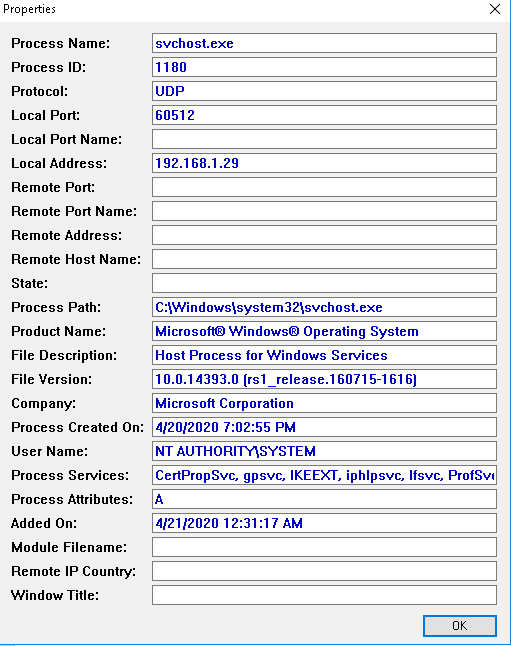 Properties
Process Name: svchost.exe
Process ID: 1180
Protocol: UDP
Local Port: 60512
Local Port Name:
Local Address: 192.168.1.29
Remote Port:
Remote Port Name:
Remote Address:
Remote Host Name:
State:
Process Path: C:\Windows\system32\svchost.exe
Product Name: Microsoft® Windows® Operating System
File Description: Host Process for Windows Services
File Version: 10.0.14393.0 (rs1_release.160715-1616)
Company: Microsoft Corporation
Process Created On: 4/20/2020 7:02:55 PM
User Name: NT AUTHORITY\SYSTEM
Process Services: CertPropSvc, gpsvc, IKEEXT, iphlpsvc, lfsvc, ProfSv
Process Attributes: A
Added On: 4/21/2020 12:31:17 AM
Module Filename:
Remote IP Country:
Window Title:
OK